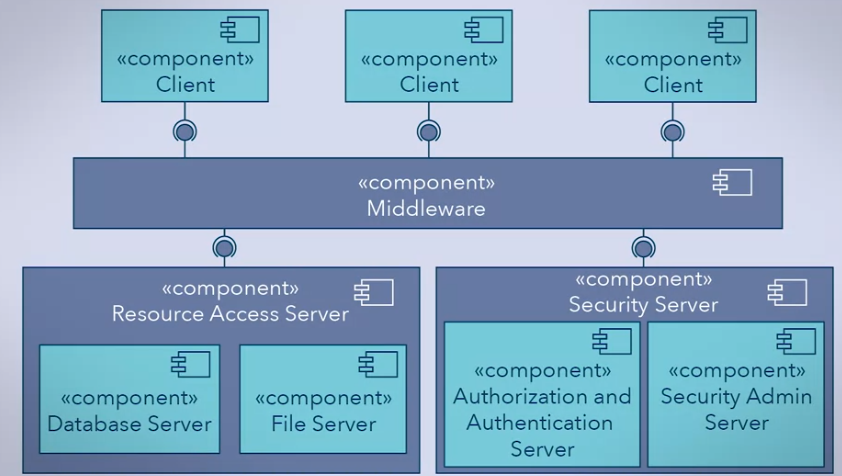 «component»
Client
«component»
Client
«component»
Client
«component»
Middleware
«component»
Resource Access Server
«component»
Database Server
«component»
File Server
«component»
Security Server
«component»
Authorization and
Authentication
Server
«component»
Security Admin
Server